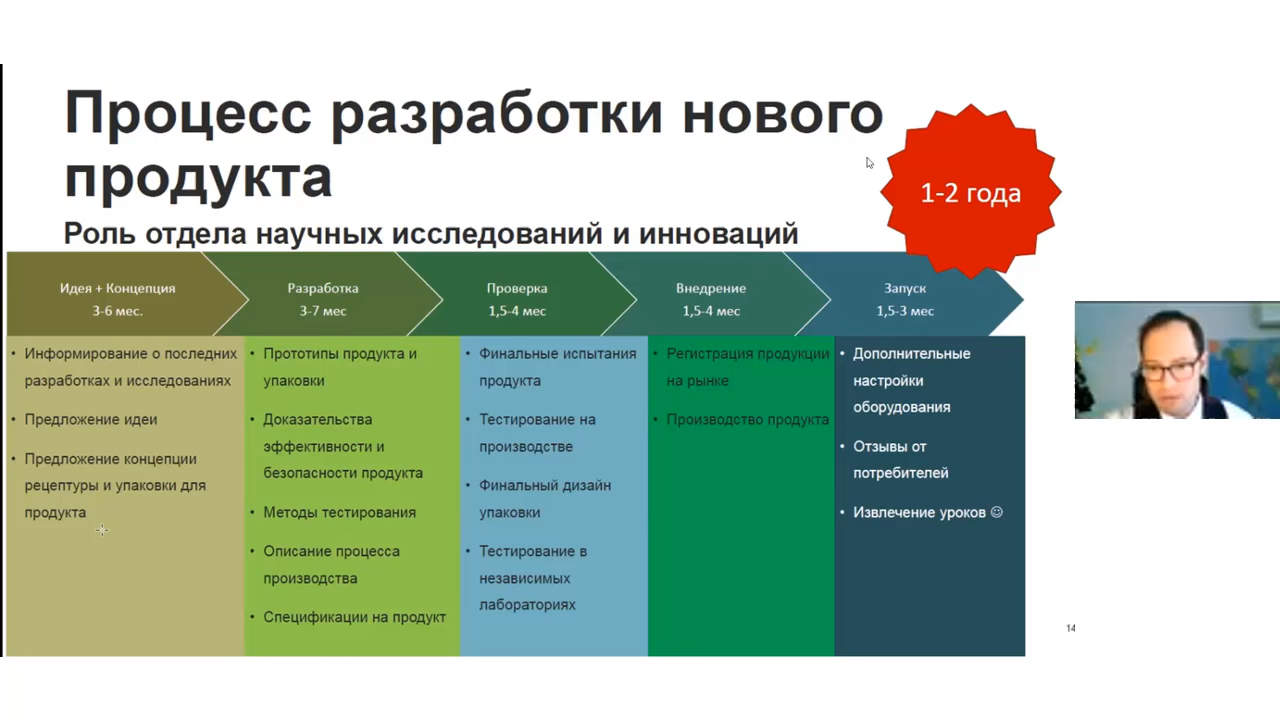 Процесс разработки нового
продукта
Роль отдела научных исследований и инноваций
1-2 года
Идея + Концепция
3-6 мес.
Разработка
3-7 мес
Проверка
1,5-4 мес
Внедрение
1,5-4 мес
Запуск
1,5-3 мес
• Информирование о последних
разработках и исследованиях
• Предложение идеи
• Предложение концепции
рецептуры и упаковки для
продукта
• Прототипы продукта и
упаковки
• Доказательства
эффективности и
безопасности продукта
• Методы тестирования
• Описание процесса
производства
• Спецификации на продукт
• Финальные испытания
продукта
• Тестирование на
производстве
• Финальный дизайн
упаковки
• Тестирование в
независимых
лабораториях
• Регистрация продукции
на рынке
• Производство продукта
• Дополнительные
настройки
оборудования
• Отзывы от
потребителей
• Извлечение уроков ☺
14